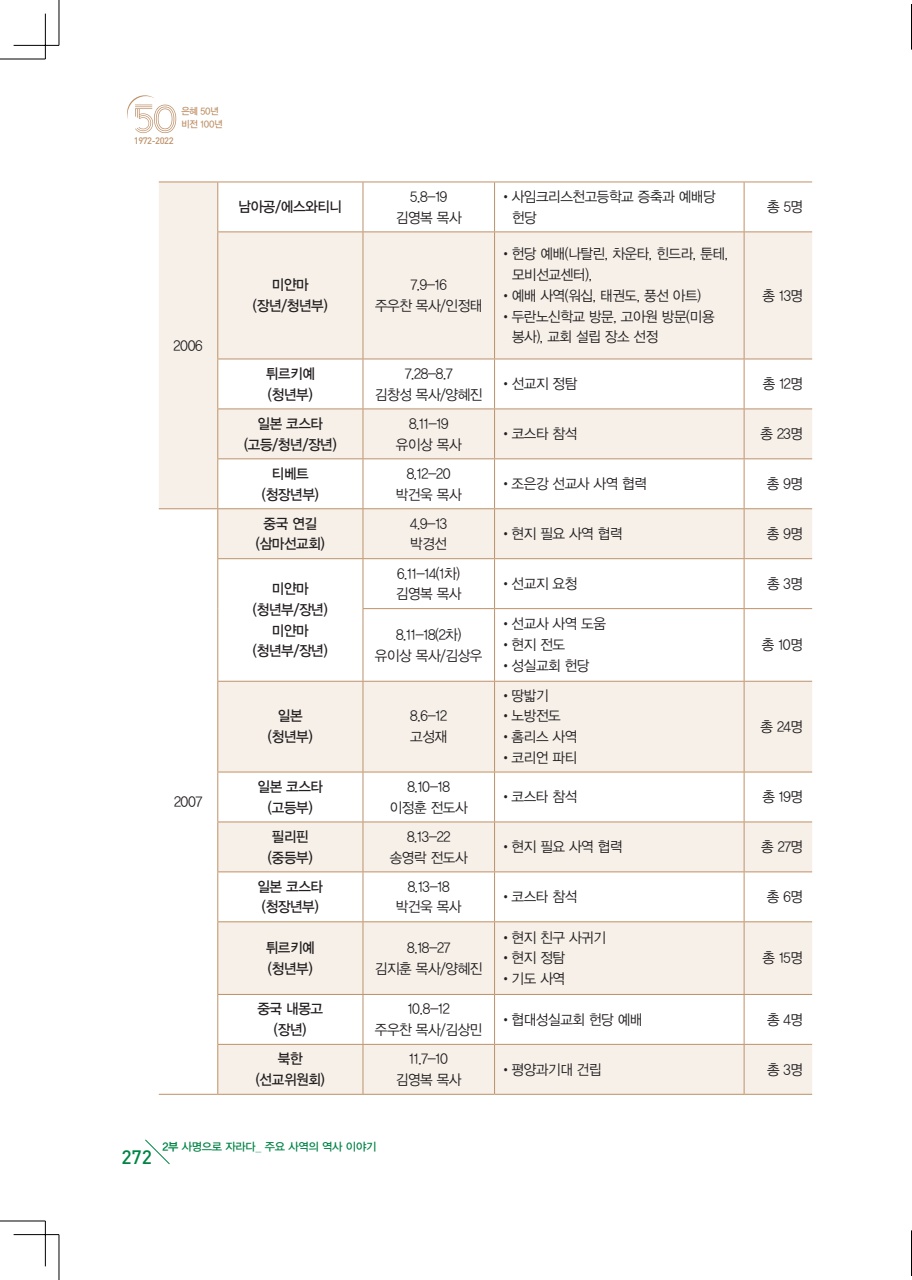 50
은혜 50년
비전 100년
1972-2022
2006
남아공/에스와티니
5.8–19
김영복 목사
• 사임크리스천고등학교 증축과 예배당
헌당
총 5명
미얀마
(장년/청년부)
7.9–16
주우찬 목사/인정태
• 헌당 예배(나탈린, 차운타, 힌드라, 툰테,
모비선교센터),
• 예배 사역(워십, 태권도, 풍선 아트)
• 두란노신학교 방문, 고아원 방문(미용
봉사), 교회 설립 장소 선정
총 13명
튀르키예
(청년부)
7.28–8.7
김창성 목사/양혜진
• 선교지 정탐
총 12명
일본 코스타
(고등/청년/장년)
8.11–19
유이상 목사
• 코스타 참석
총 23명
티베트
(청장년부)
8.12–20
박건욱 목사
• 조은강 선교사 사역 협력
총 9명
2007
중국 연길
(삼마선교회)
4.9–13
박경선
• 현지 필요 사역 협력
총 9명
미얀마
(청년부/장년)
미얀마
(청년부/장년)
6.11–14(1차)
김영복 목사
• 선교지 요청
총 3명
8.11–18(2차)
유이상 목사/김상우
• 선교사 사역 도움
• 현지 전도
• 성실교회 헌당
총 10명
일본
(청년부)
8.6–12
고성재
• 땅밟기
• 노방전도
• 홈리스 사역
• 코리언 파티
총 24명
일본 코스타
(고등부)
8.10–18
이정훈 전도사
• 코스타 참석
총 19명
필리핀
(중등부)
8.13–22
송영락 전도사
• 현지 필요 사역 협력
총 27명
일본 코스타
(청장년부)
8.13–18
박건욱 목사
• 코스타 참석
총 6명
튀르키예
(청년부)
8.18–27
김지훈 목사/양혜진
• 현지 친구 사귀기
• 현지 정탐
• 기도 사역
총 15명
중국 내몽고
(장년)
10.8–12
주우찬 목사/김상민
• 협대성실교회 헌당 예배
총 4명
북한
(선교위원회)
11.7–10
김영복 목사
• 평양과기대 건립
총 3명
272
2부 사명으로 자라다_ 주요 사역의 역사 이야기